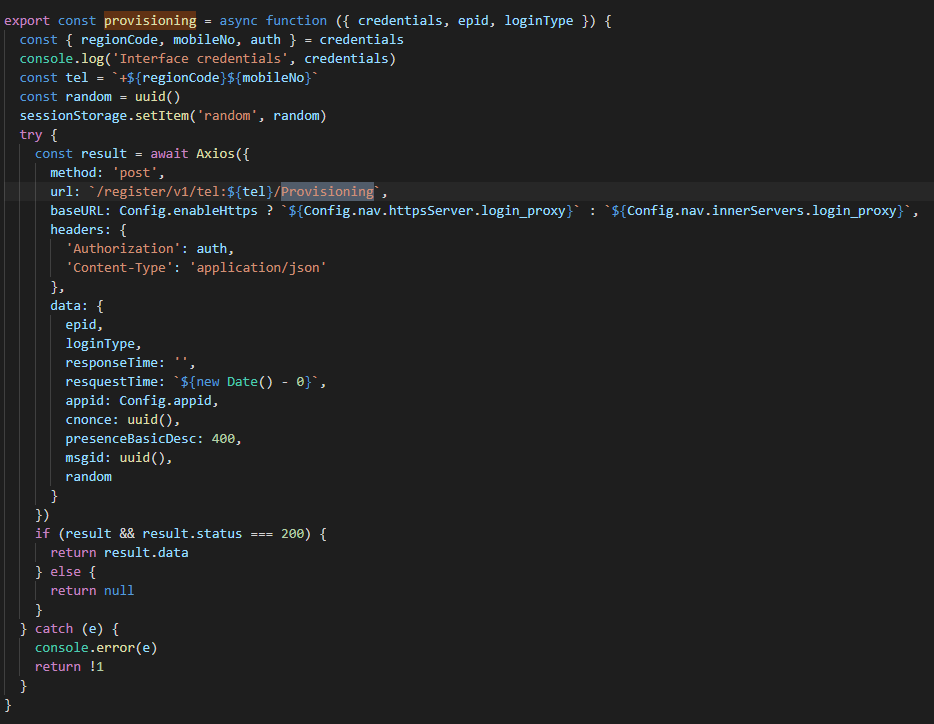 export const provisioning = async function ({ credentials, epid, loginType }) {
  const { regionCode, mobileNo, auth } = credentials
  console.log('Interface credentials', credentials)
  const tel = `+${regionCode}${mobileNo}`
  const random = uuid()
  sessionStorage.setItem('random', random)
  try {
    const result = await Axios({
      method: 'post',
      url: `/register/v1/tel:${tel}/Provisioning`,
      baseURL: Config.enableHttps ? `${Config.nav.httpsServer.login_proxy}` : `${Config.nav.innerServers.login_proxy}`,
      headers: {
        'Authorization': auth,
        'Content-Type': 'application/json'
      },
      data: {
        epid,
        loginType,
        responseTime: '',
        resquestTime: `${new Date() - 0}`,
        appid: Config.appid,
        cnonce: uuid(),
        presenceBasicDesc: 400,
        msgid: uuid(),
        random
      }
    })
    if (result && result.status === 200) {
      return result.data
    } else {
      return null
    }
  } catch (e) {
    console.error(e)
    return !1
  }
}